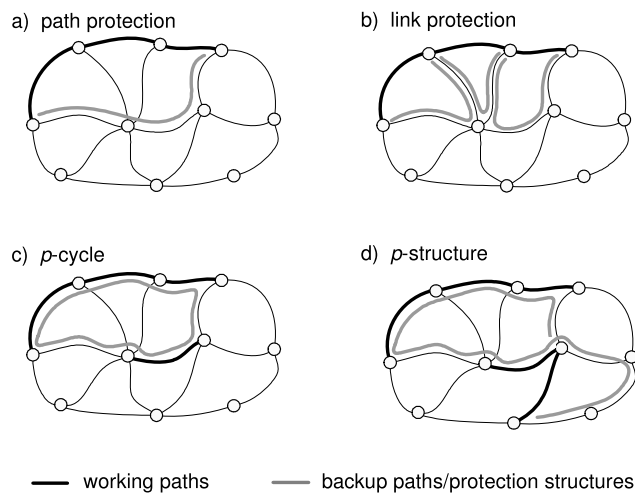 a) path protection
b) link protection
c) p-cycle
d) p-structure
working paths
backup paths/protection structures